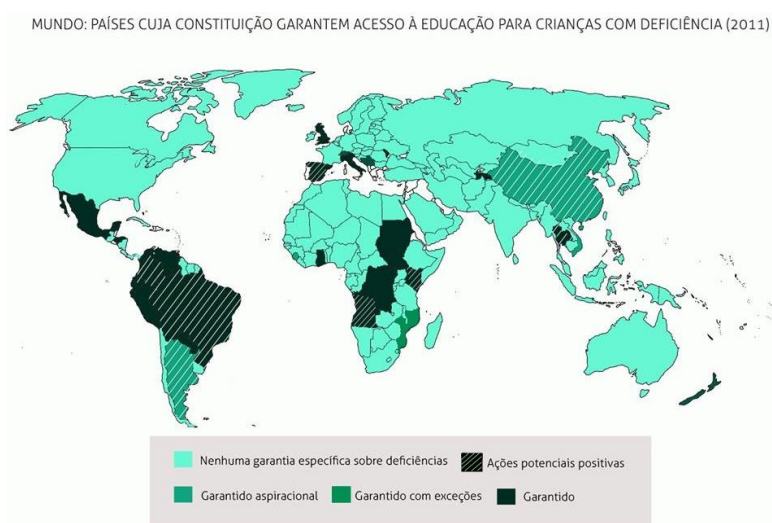 MUNDO: PAÍSES CUJA CONSTITUIÇÃO GARANTEM ACESSO À EDUCAÇÃO PARA CRIANÇAS COM DEFICIÊNCIA (2011)
Nenhuma garantia específica sobre deficiências
Ações potenciais positivas
Garantido aspiracional
Garantido com exceções
Garantido